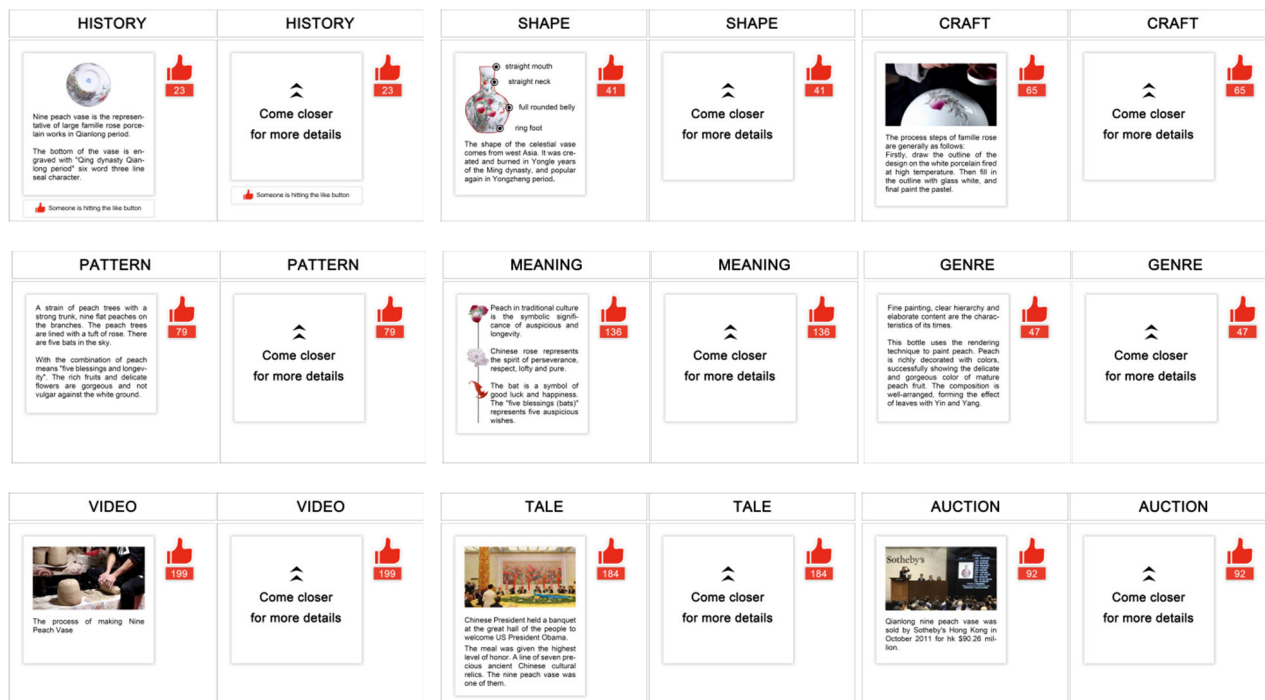 HISTORY
HISTORY
SHAPE
SHAPE
CRAFT
CRAFT
23
Nine peach vase is the represen-
tative of large famille rose porce-
lain works in Qianlong period.
The bottom of the vase is en-
graved with "Qing dynasty Qian-
long period" six word three line
seal character.
Someone is hitting the like button
23
Come closer
for more details
Someone is hitting the like button
41
straight mouth
straight neck
full rounded belly
ring foot
The shape of the celestial vase
comes from west Asia. It was cre-
ated and burned in Yongle years
of the Ming dynasty, and popular
again in Yongzheng period.
41
Come closer
for more details
65
The process steps of famille rose
are generally as follows:
Firstly, draw the outline of the
design on the white porcelain fired
at high temperature. Then fill in
the outline with glass white, and
final paint the pastel.
65
Come closer
for more details
PATTERN
PATTERN
MEANING
MEANING
GENRE
GENRE
79
A strain of peach trees with a
strong trunk, nine flat peaches on
the branches. The peach trees
are lined with a tuft of rose. There
are five bats in the sky.
With the combination of peach
means "five blessings and longev-
ity". The rich fruits and delicate
flowers are gorgeous and not
vulgar against the white ground.
79
Come closer
for more details
136
Peach in traditional culture
is the symbolic signifi-
cance of auspicious and
longevity.
Chinese rose represents
the spirit of perseverance,
respect, lofty and pure.
The bat is a symbol of
good luck and happiness.
The "five blessings (bats)"
represents five auspicious
wishes.
136
Come closer
for more details
47
Fine painting, clear hierarchy and
elaborate content are the charac-
teristics of its times.
This bottle uses the rendering
technique to paint peach. Peach
is richly decorated with colors,
successfully showing the delicate
and gorgeous color of mature
peach fruit. The composition is
well-arranged, forming the effect
of leaves with Yin and Yang.
47
Come closer
for more details
VIDEO
VIDEO
TALE
TALE
AUCTION
AUCTION
199
The process of making Nine
Peach Vase
199
Come closer
for more details
184
Chinese President held a banquet
at the great hall of the people to
welcome US President Obama.
The meal was given the highest
level of honor. A line of seven pre-
cious ancient Chinese cultural
relics. The nine peach vase was
one of them.
184
Come closer
for more details
92
Sotheby's
Qianlong nine peach vase was
sold by Sotheby's Hong Kong in
October 2011 for hk $90.26 mil-
lion.
92
Come closer
for more details